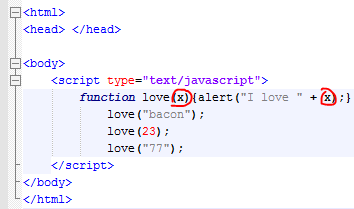 <html>
<head> </head>
<body>
<script type="text/javascript">
function love(x){alert("I love " + x);}
love("bacon");
love(23);
love("77");
</script>
</body>
</html>